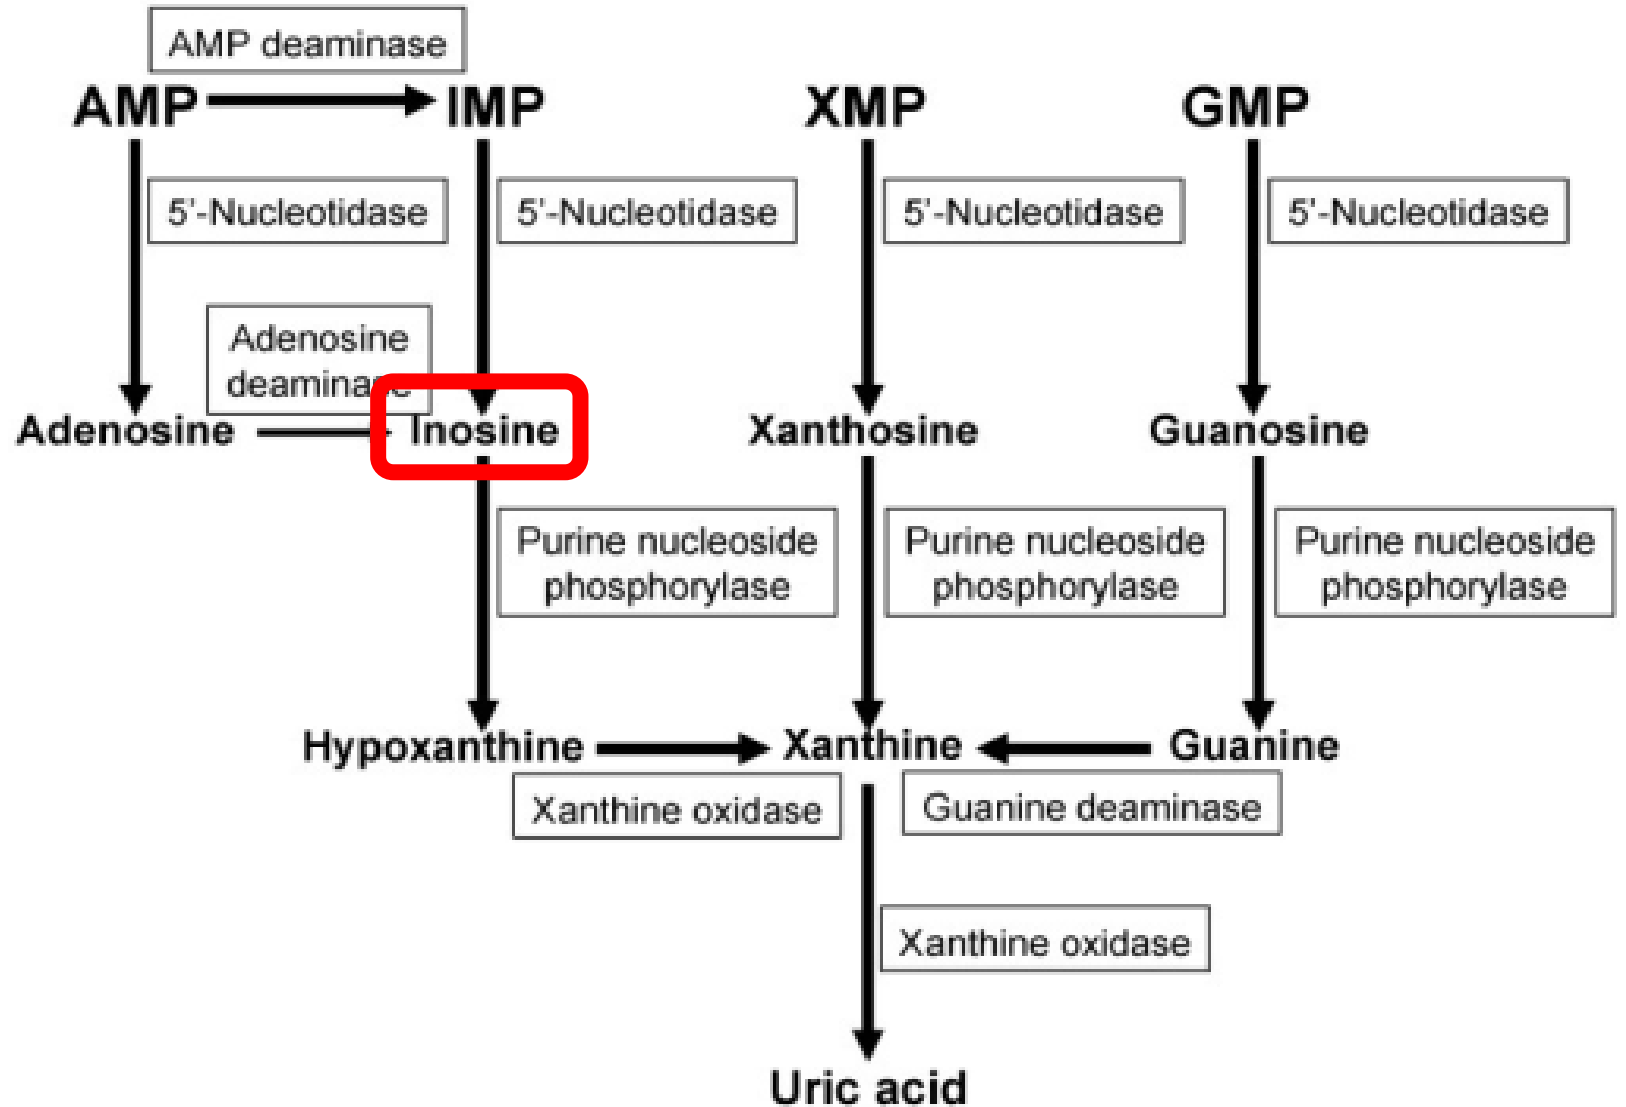 AMP deaminase
AMP IMP XMP GMP
5'-Nucleotidase 5'-Nucleotidase 5'-Nucleotidase 5'-Nucleotidase
Adenosine
deaminase
Adenosine Inosine Xanthosine Guanosine
Purine nucleoside
phosphorylase
Purine nucleoside
phosphorylase
Purine nucleoside
phosphorylase
Hypoxanthine Xanthine Guanine
Xanthine oxidase Guanine deaminase
Xanthine oxidase
Uric acid